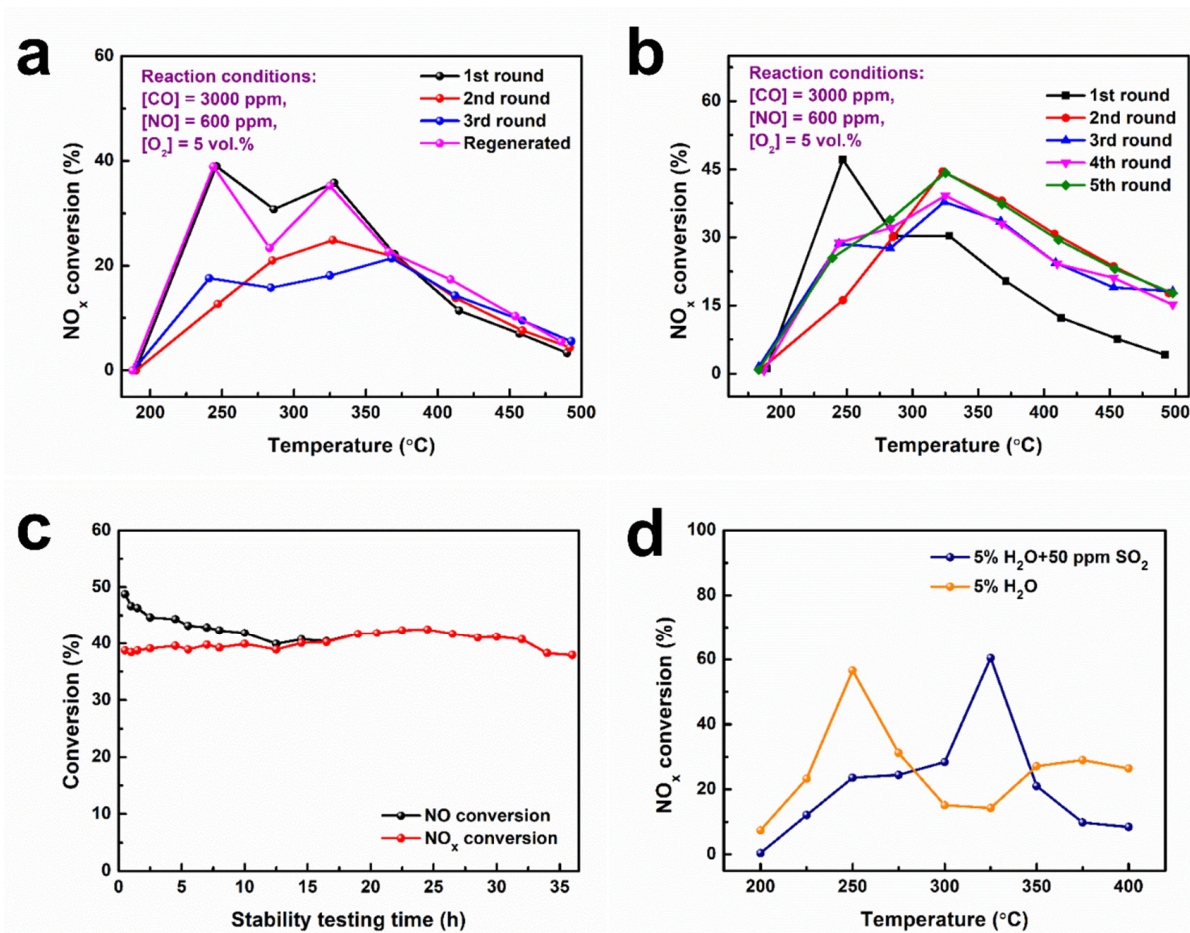 a
60
40
20
0
NOx conversion (%)
Reaction conditions:
[CO] = 3000 ppm,
[NO] = 600 ppm,
[O₂] = 5 vol.%
1st round
2nd round
3rd round
Regenerated
200 250 300 350 400 450 500
Temperature (°C)
b
60
45
30
15
0
NOx conversion (%)
Reaction conditions:
[CO] = 3000 ppm,
[NO] = 600 ppm,
[O₂] = 5 vol.%
1st round
2nd round
3rd round
4th round
5th round
200 250 300 350 400 450 500
Temperature (°C)
c
60
50
40
30
20
10
0
Conversion (%)
NO conversion
NOx conversion
0 5 10 15 20 25 30 35
Stability testing time (h)
d
100
80
60
40
20
0
NOx conversion (%)
5% H₂O+50 ppm SO₂
5% H₂O
200 250 300 350 400
Temperature (°C)